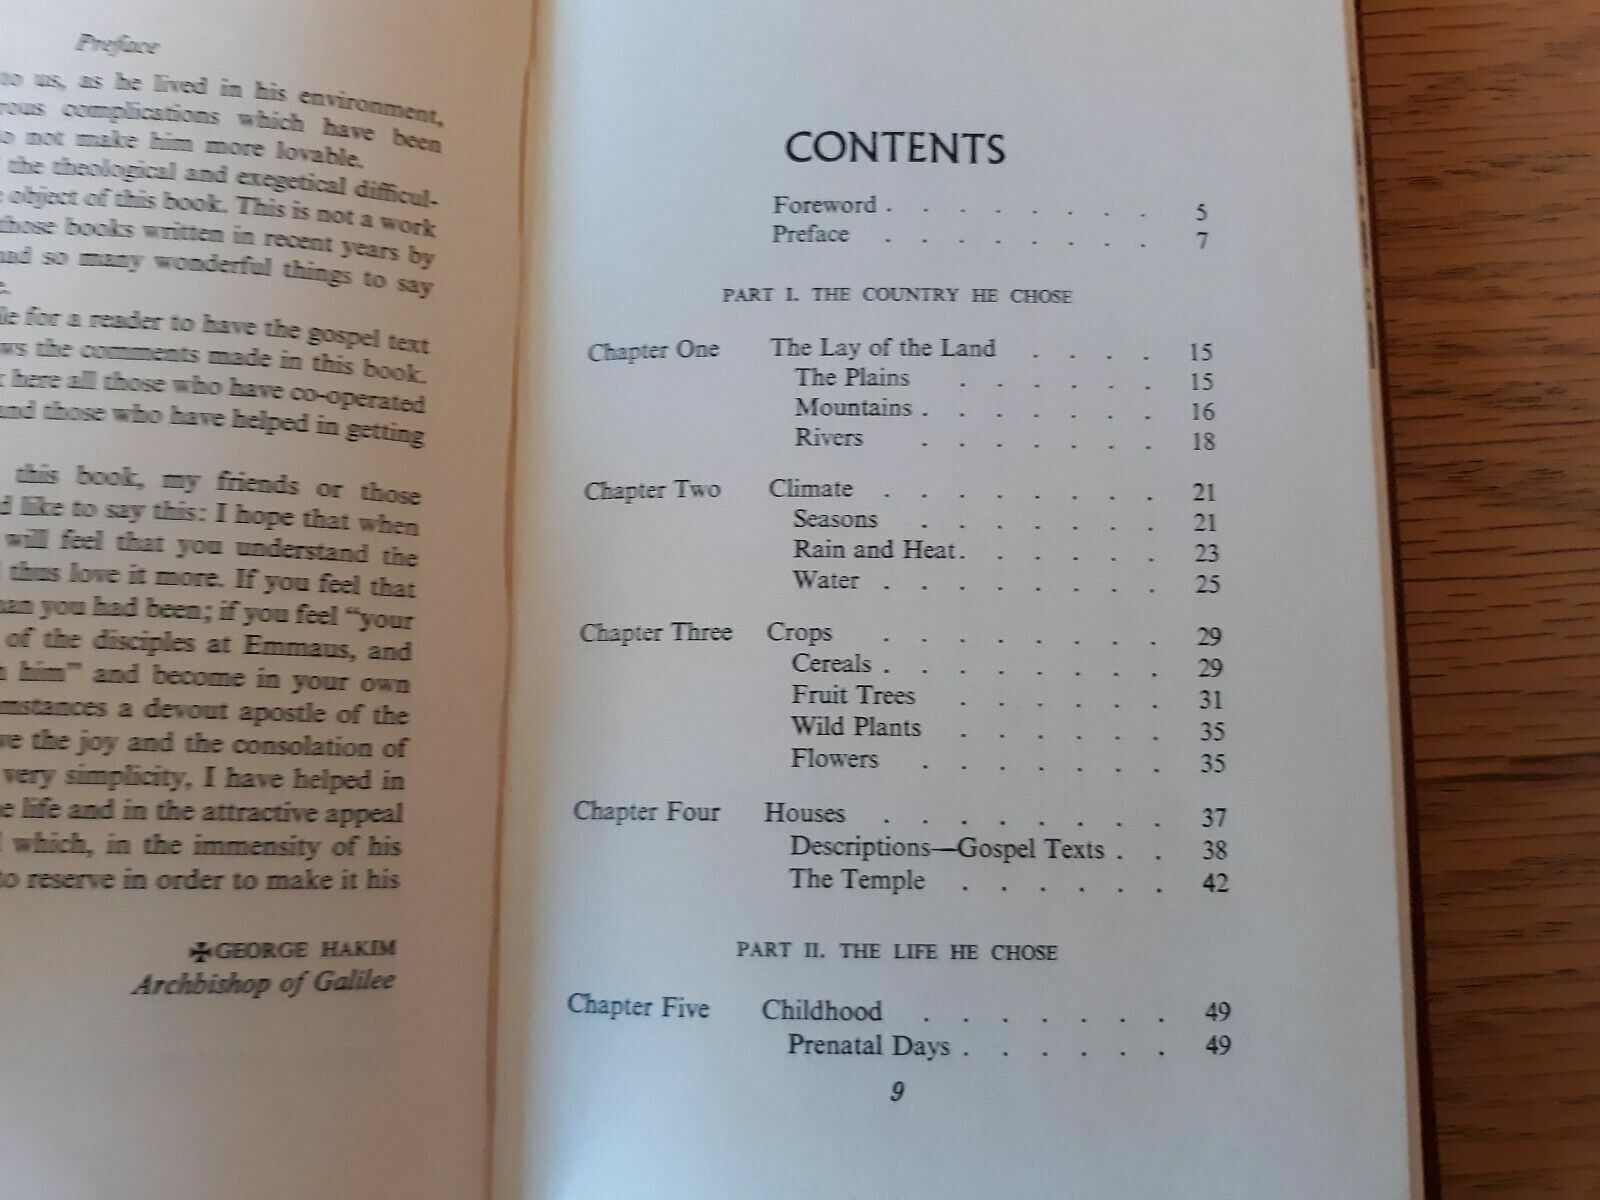 Preface
to us, as he lived in his environment,
complications which have been
not make him more lovable.
the theological and exegetical difficul-
object of this book. This is not a work
those books written in recent years by
so many wonderful things to say
for a reader to have the gospel text
the comments made in this book.
here all those who have co-operated
and those who have helped in getting
this book, my friends or those
like to say this: I hope that when
will feel that you understand the
thus love it more. If you feel that
you had been; if you feel "your
of the disciples at Emmaus, and
him" and become in your own
a devout apostle of the
the joy and the consolation of
very simplicity, I have helped in
life and in the attractive appeal
which, in the immensity of his
to reserve in order to make it his
✠GEORGE HAKIM
Archbishop of Galilee
CONTENTS
Foreword . . . . . . . . 5
Preface . . . . . . . . 7
PART I. THE COUNTRY HE CHOSE
Chapter One The Lay of the Land . . . . 15
The Plains . . . . . . 15
Mountains . . . . . . . 16
Rivers . . . . . . . 18
Chapter Two Climate . . . . . . . . 21
Seasons . . . . . . . 21
Rain and Heat . . . . . . 23
Water . . . . . . . . 25
Chapter Three Crops . . . . . . . . 29
Cereals . . . . . . . . 29
Fruit Trees . . . . . . 31
Wild Plants . . . . . . 35
Flowers . . . . . . . 35
Chapter Four Houses . . . . . . . . 37
Descriptions—Gospel Texts . . 38
The Temple . . . . . . 42
PART II. THE LIFE HE CHOSE
Chapter Five Childhood . . . . . . . 49
Prenatal Days . . . . . . 49
9